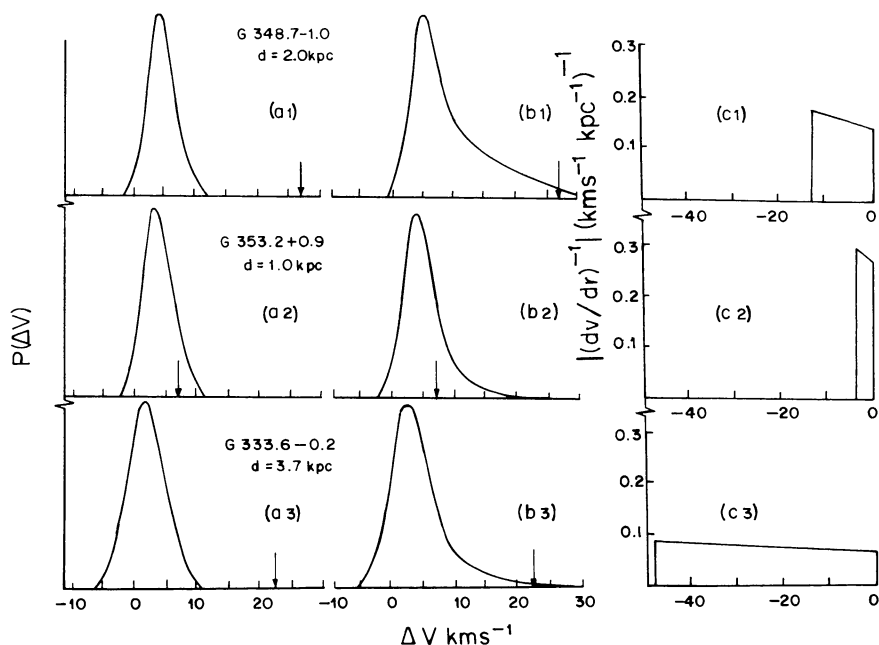 G 348.7-1.0
d = 2.0 kpc
(a1)
(b1)
(c1)
0.3
0.2
0.1
-40
-20
0
G 353.2+0.9
d = 1.0 kpc
(a2)
(b2)
(c2)
0.3
0.2
0.1
-40
-20
0
G 333.6-0.2
d = 3.7 kpc
(a3)
(b3)
(c3)
0.3
0.2
0.1
-40
-20
0
-10
0
10
20
0
10
20
30
P(ΔV)
ΔV kms⁻¹
|(dv/dr)⁻¹| (kms⁻¹ kpc⁻¹)⁻¹